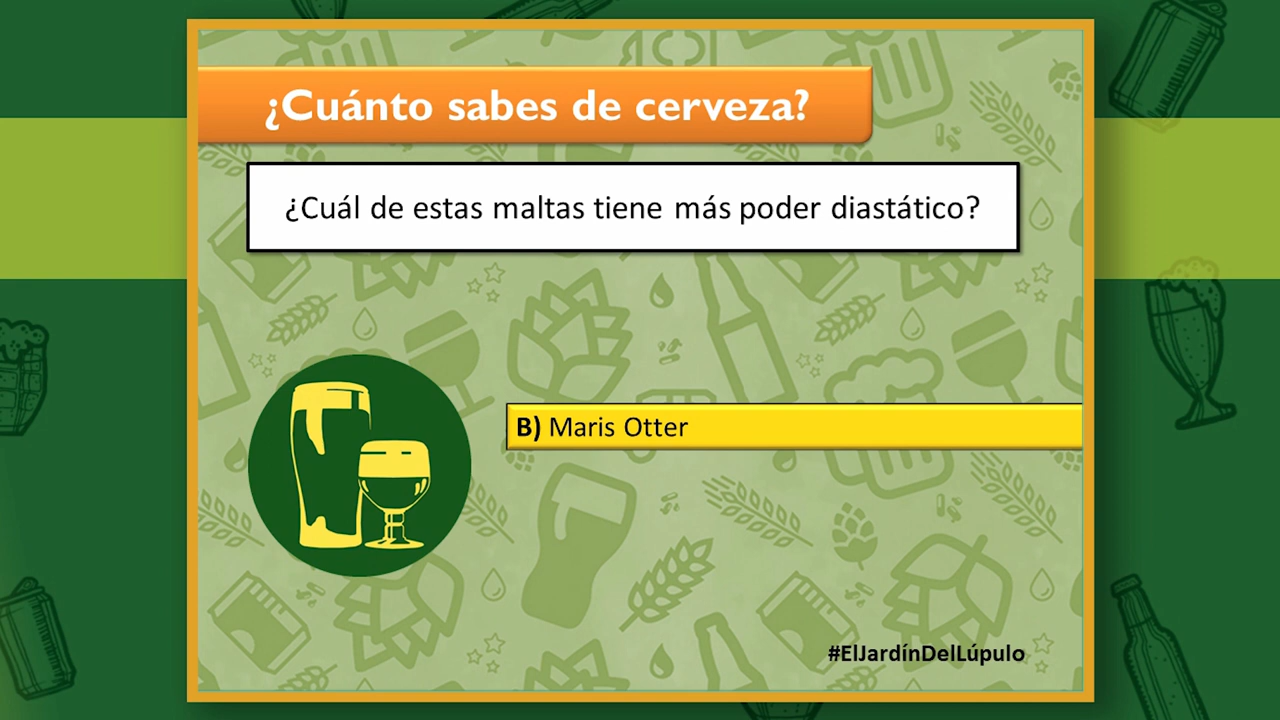 ¿Cuánto sabes de cerveza?
¿Cuál de estas maltas tiene más poder diastático?
B) Maris Otter
#ElJardínDelLúpulo